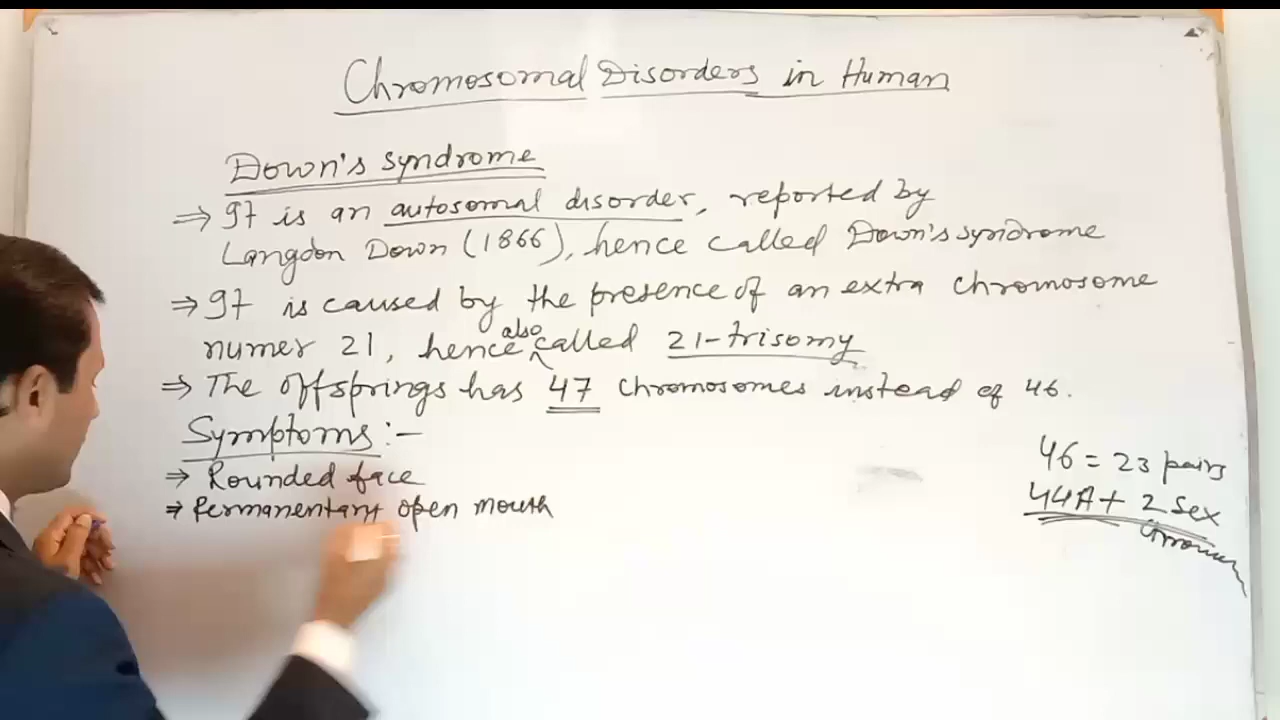 Chromosomal Disorders in Human
Down's syndrome
⇒ It is an autosomal disorder, reported by
Langdon Down (1866), hence called Down's syndrome
⇒ It is caused by the presence of an extra chromosome
numer 21, hence also called 21-trisomy
⇒ The offsprings has 47 chromosomes instead of 46.
Symptoms :-
⇒ Rounded face
⇒ Permanentary open mouth
46 = 23 pairs
44A + 2 Sex